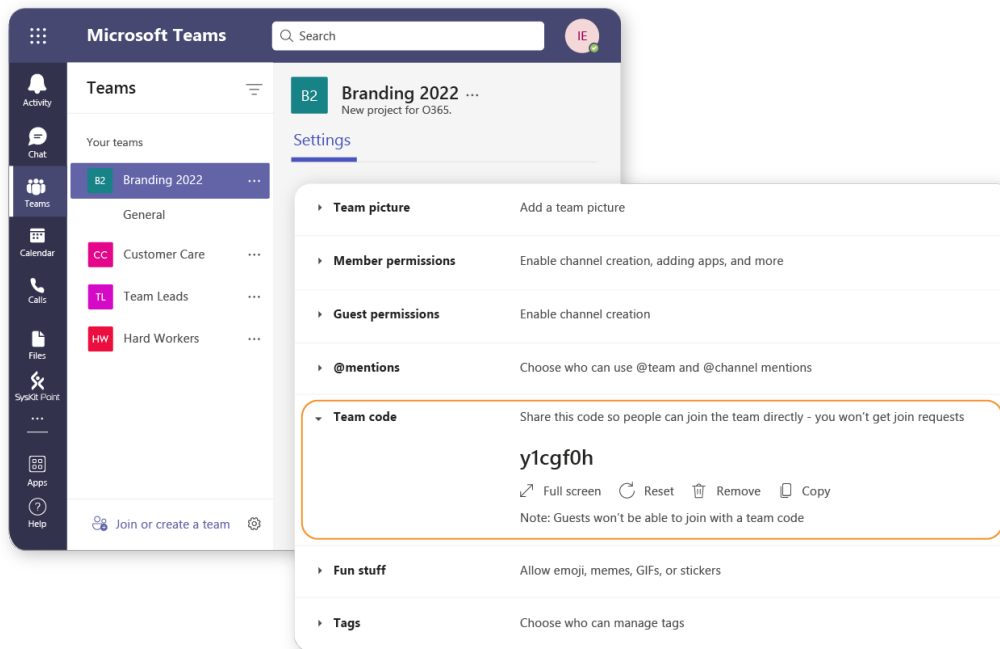 Microsoft Teams
Search
IE
Activity
Chat
Teams
Calendar
Calls
Files
SysKit Point
Apps
Help
Teams
Your teams
B2 Branding 2022
General
CC Customer Care
TL Team Leads
HW Hard Workers
Join or create a team
B2
Branding 2022
New project for O365.
Settings
Team picture Add a team picture
Member permissions Enable channel creation, adding apps, and more
Guest permissions Enable channel creation
@mentions Choose who can use @team and @channel mentions
Team code Share this code so people can join the team directly - you won't get join requests
y1cgf0h
Full screen Reset Remove Copy
Note: Guests won't be able to join with a team code
Fun stuff Allow emoji, memes, GIFs, or stickers
Tags Choose who can manage tags